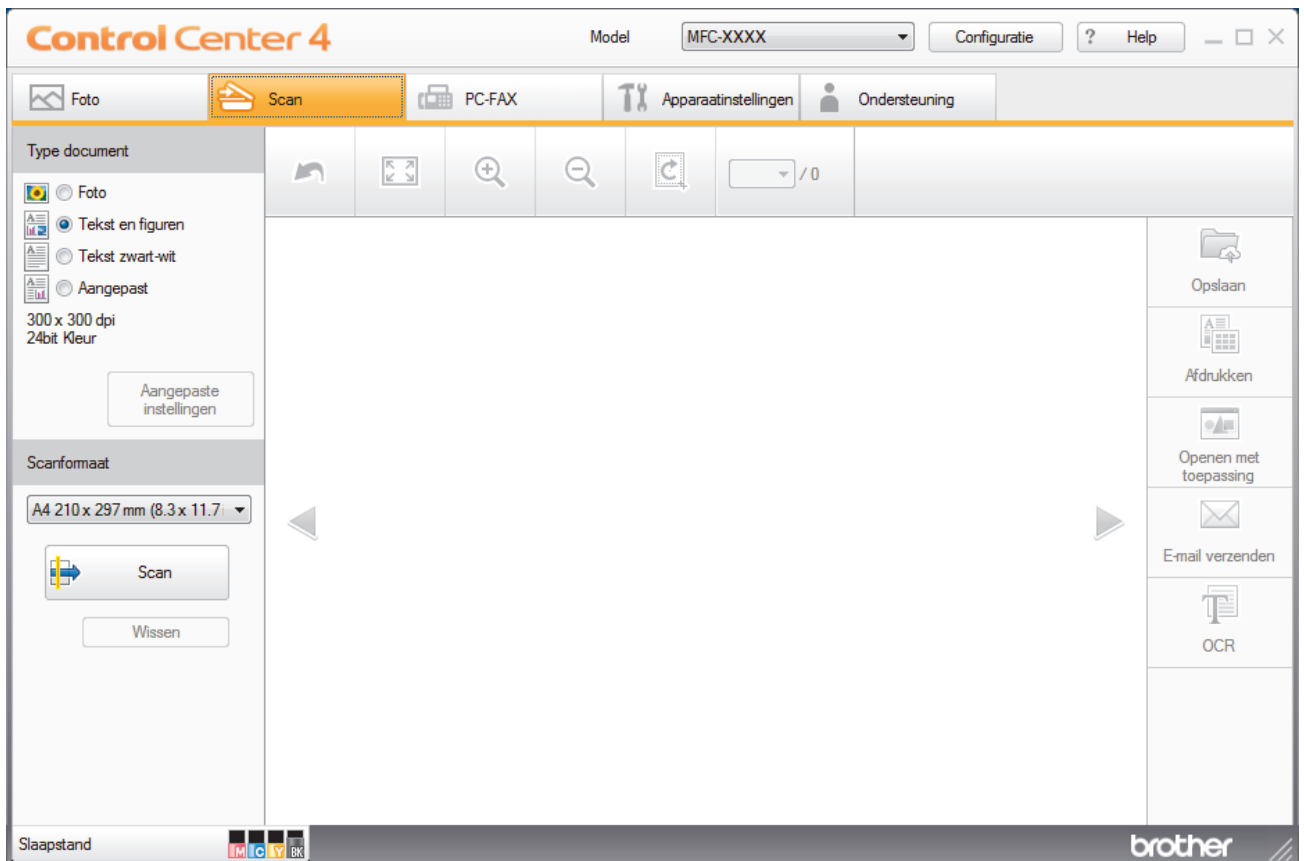 Control Center 4
Model
MFC-XXXX
Configuratie
? Help
Foto
Scan
PC-FAX
Apparaatinstellingen
Ondersteuning
Type document
/ 0
Foto
Tekst en figuren
Tekst zwart-wit
Aangepast
300 x 300 dpi
24bit Kleur
Aangepaste
instellingen
Scanformaat
A4 210 x 297 mm (8.3 x 11.7
Scan
Wissen
Opslaan
Afdrukken
Openen met
toepassing
E-mail verzenden
OCR
Slaapstand
M C Y BK
brother